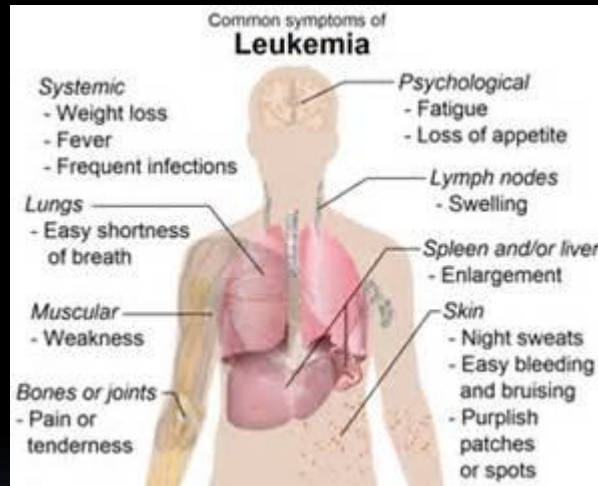 Common symptoms of
Leukemia
Systemic
- Weight loss
- Fever
- Frequent infections
Psychological
- Fatigue
- Loss of appetite
Lymph nodes
- Swelling
Lungs
- Easy shortness
of breath
Spleen and/or liver
- Enlargement
Muscular
- Weakness
Skin
- Night sweats
- Easy bleeding
and bruising
- Purplish
patches
or spots
Bones or joints
- Pain or
tenderness